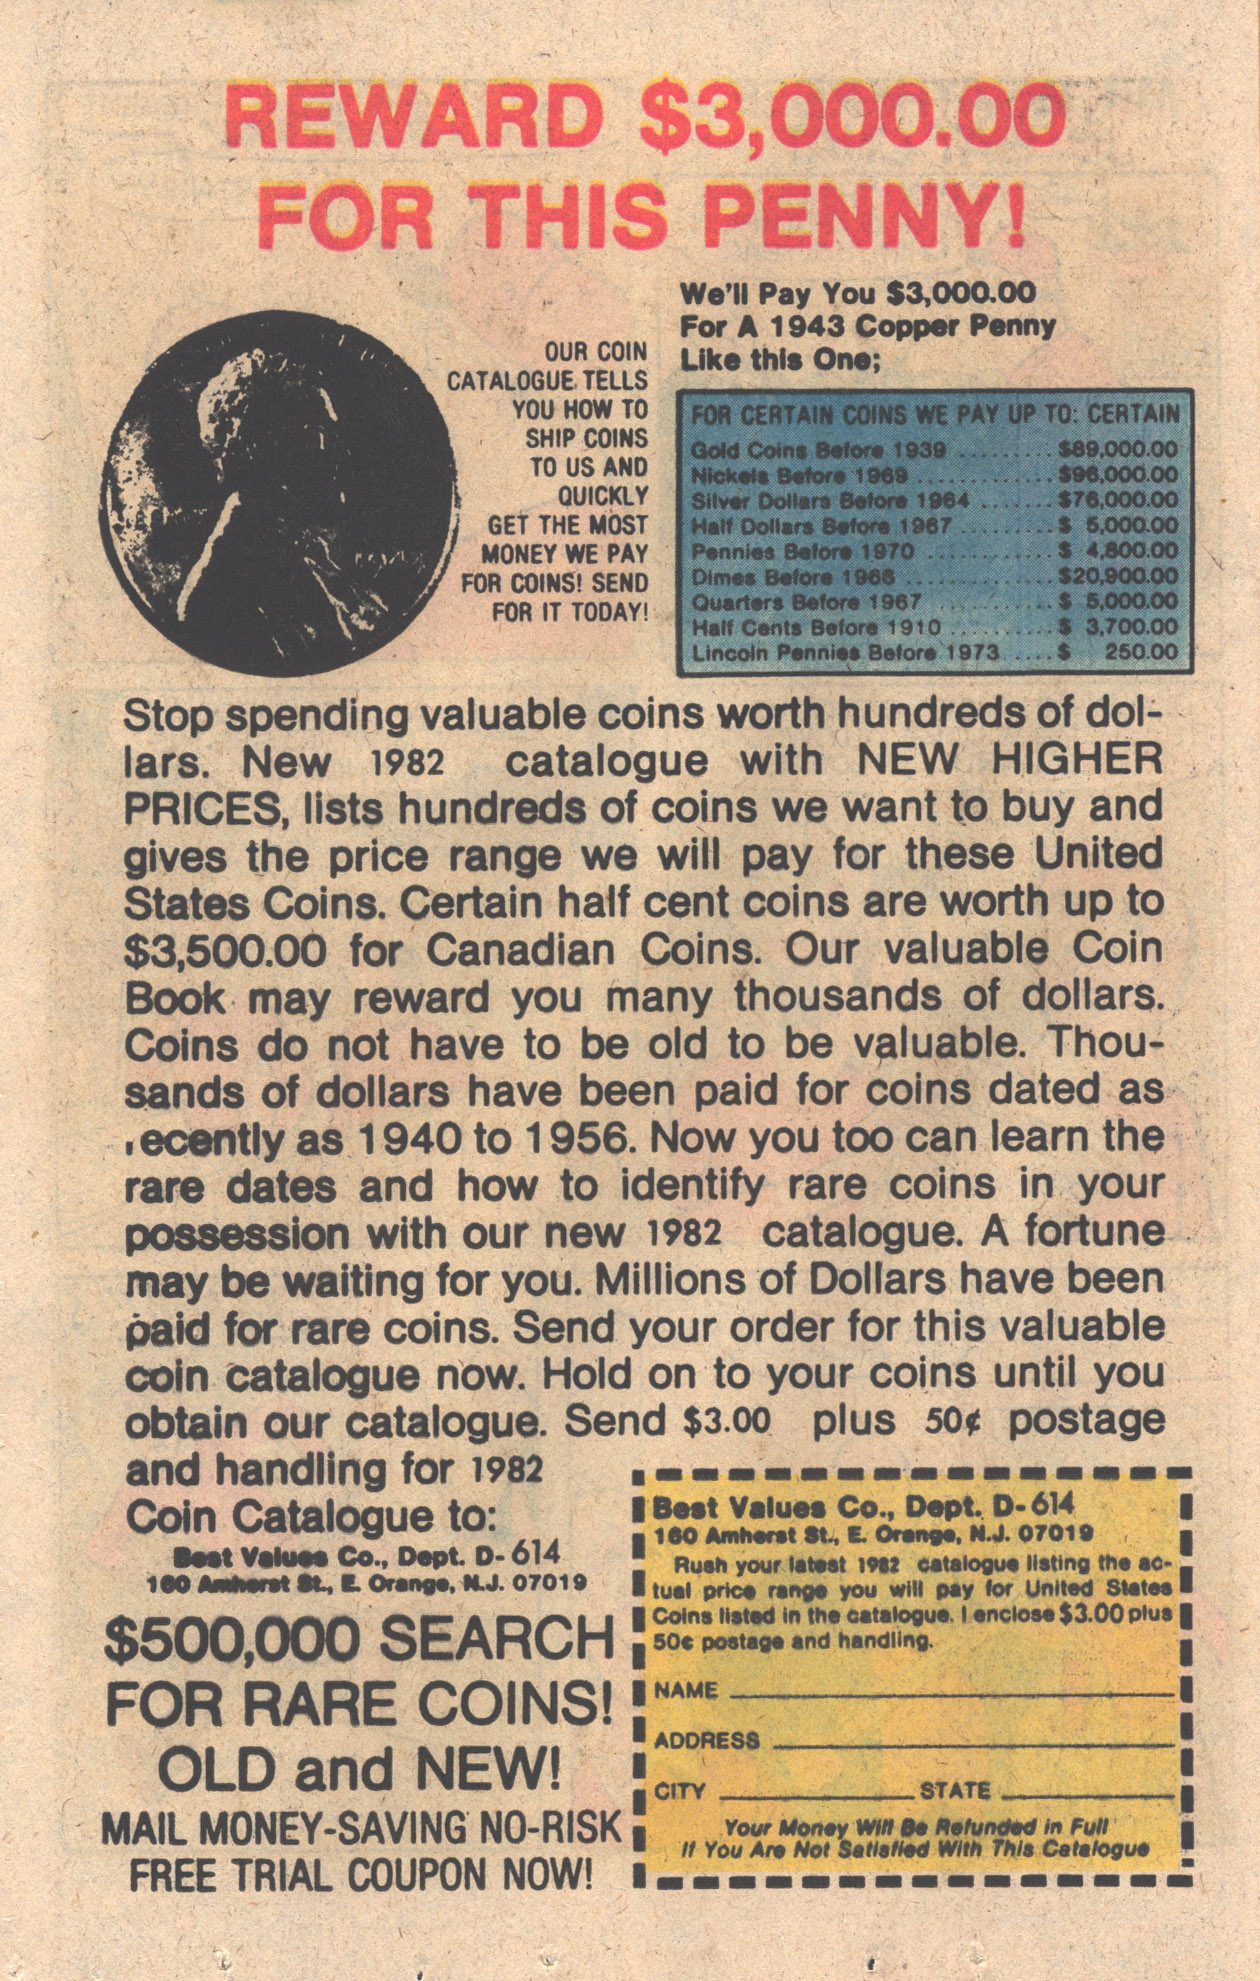 REWARD $3,000.00
FOR THIS PENNY!
We'll Pay You $3,000.00
For A 1943 Copper Penny
Like this One;
OUR COIN
CATALOGUE TELLS
YOU HOW TO
SHIP COINS
TO US AND
QUICKLY
GET THE MOST
MONEY WE PAY
FOR COINS! SEND
FOR IT TODAY!
FOR CERTAIN COINS WE PAY UP TO: CERTAIN
Gold Coins Before 1939 .......... $89,000.00
Nickels Before 1969 .............. $96,000.00
Silver Dollars Before 1964 ...... $76,000.00
Half Dollars Before 1967 ........ $ 5,000.00
Pennies Before 1970 ............. $ 4,800.00
Dimes Before 1966 ............... $20,900.00
Quarters Before 1967 ............ $ 5,000.00
Half Cents Before 1910 .......... $ 3,700.00
Lincoln Pennies Before 1973 ..... $ 250.00
Stop spending valuable coins worth hundreds of dol-
lars. New 1982 catalogue with NEW HIGHER
PRICES, lists hundreds of coins we want to buy and
gives the price range we will pay for these United
States Coins. Certain half cent coins are worth up to
$3,500.00 for Canadian Coins. Our valuable Coin
Book may reward you many thousands of dollars.
Coins do not have to be old to be valuable. Thou-
sands of dollars have been paid for coins dated as
recently as 1940 to 1956. Now you too can learn the
rare dates and how to identify rare coins in your
possession with our new 1982 catalogue. A fortune
may be waiting for you. Millions of Dollars have been
paid for rare coins. Send your order for this valuable
coin catalogue now. Hold on to your coins until you
obtain our catalogue. Send $3.00 plus 50¢ postage
and handling for 1982
Coin Catalogue to:
Best Values Co., Dept. D-614
160 Amherst St., E. Orange, N.J. 07019
$500,000 SEARCH
FOR RARE COINS!
OLD and NEW!
MAIL MONEY-SAVING NO-RISK
FREE TRIAL COUPON NOW!
Best Values Co., Dept. D-614
160 Amherst St., E. Orange, N.J. 07019
Rush your latest 1982 catalogue listing the ac-
tual price range you will pay for United States
Coins listed in the catalogue. I enclose $3.00 plus
50¢ postage and handling.
NAME
ADDRESS
CITY STATE
Your Money Will Be Refunded in Full
If You Are Not Satisfied With This Catalogue